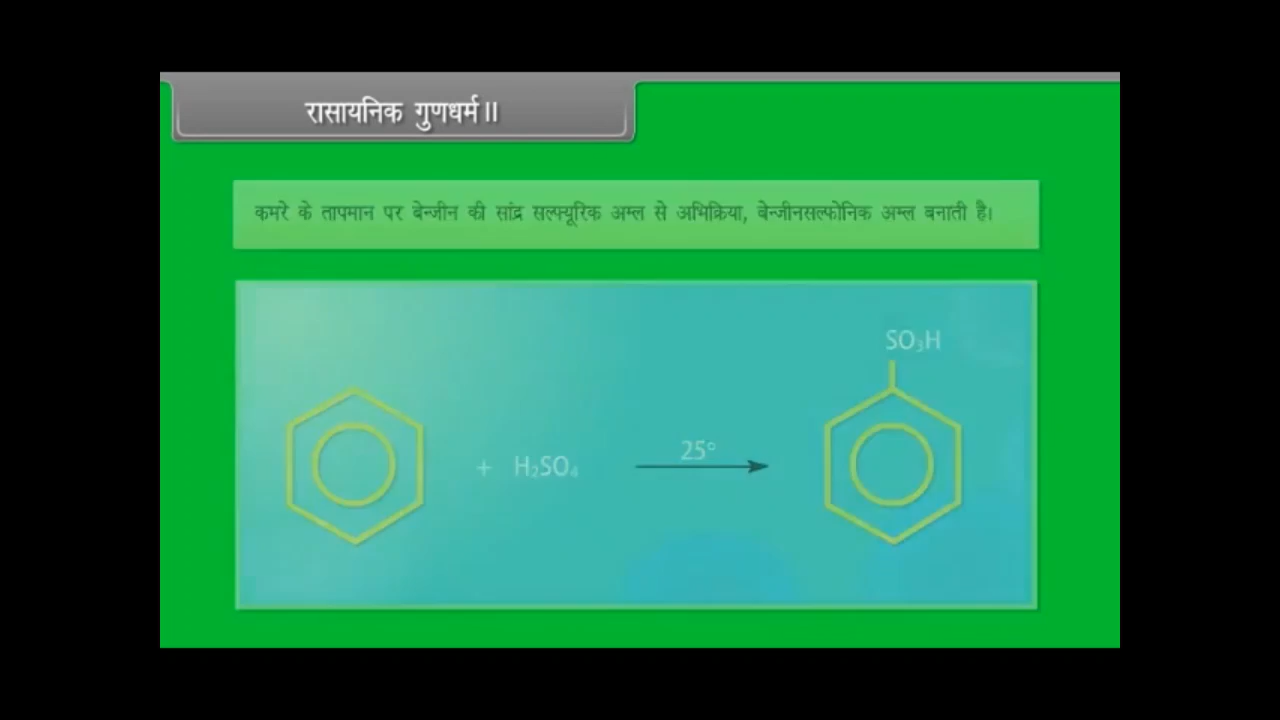 रासायनिक गुणधर्म II
कमरे के तापमान पर बेन्जीन की सांद्र सल्फ्यूरिक अम्ल से अभिक्रिया, बेन्जीनसल्फोनिक अम्ल बनाती है।
SO₃H
+ H₂SO₄ 25°